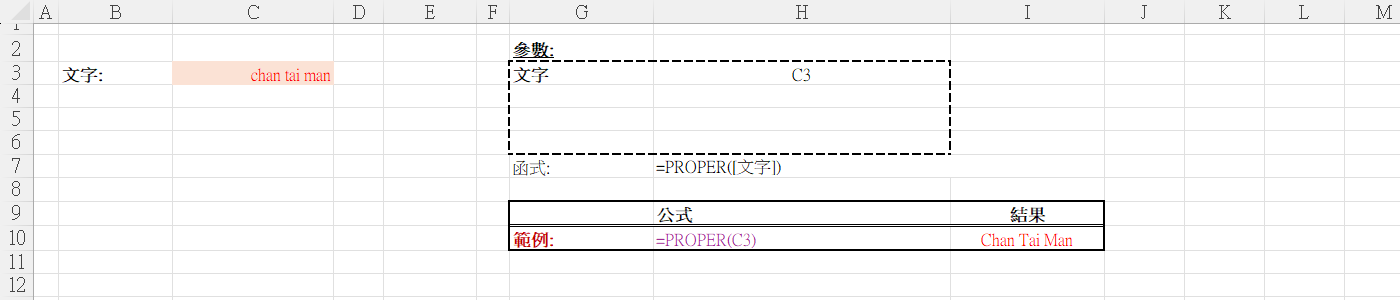 A B C D E F G H I J K L M
1
2 參數:
3 文字: chan tai man 文字 C3
4
5
6
7 函式: =PROPER([文字])
8
9 公式 結果
10 範例: =PROPER(C3) Chan Tai Man
11
12